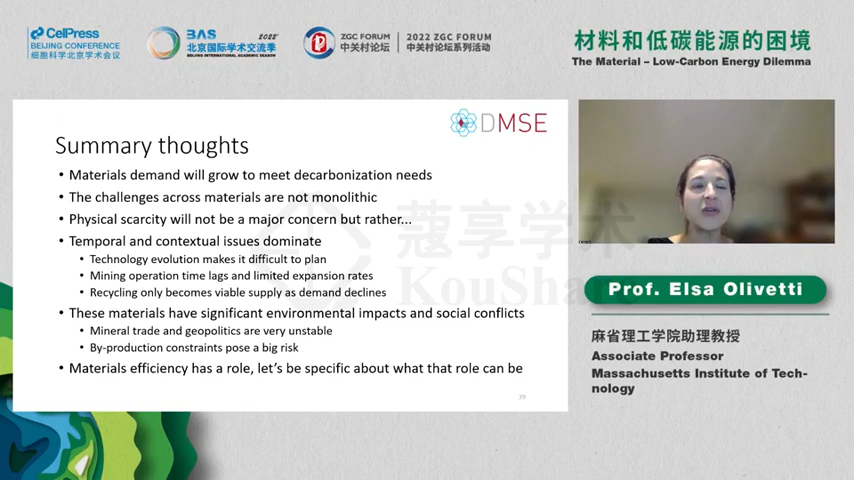 CellPress
BEIJING CONFERENCE
细胞科学北京学术会议
BAS 2022
北京国际学术交流季
BEIJING INTERNATIONAL ACADEMIC SEASON
ZGC FORUM
中关村论坛
2022 ZGC FORUM
中关村论坛系列活动
材料和低碳能源的困境
The Material – Low-Carbon Energy Dilemma
DMSE
Summary thoughts
• Materials demand will grow to meet decarbonization needs
• The challenges across materials are not monolithic
• Physical scarcity will not be a major concern but rather...
• Temporal and contextual issues dominate
• Technology evolution makes it difficult to plan
• Mining operation time lags and limited expansion rates
• Recycling only becomes viable supply as demand declines
• These materials have significant environmental impacts and social conflicts
• Mineral trade and geopolitics are very unstable
• By-production constraints pose a big risk
• Materials efficiency has a role, let's be specific about what that role can be
39
蔻享学术
KouShare
Prof. Elsa Olivetti
麻省理工学院助理教授
Associate Professor
Massachusetts Institute of Tech-
nology